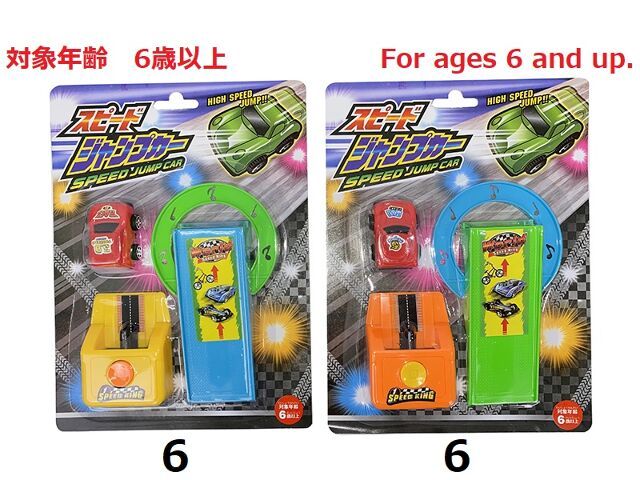 対象年齢　6歳以上
For ages 6 and up.
HIGH SPEED
JUMP!!
スピード
ジャンプカー
SPEED JUMP CAR
SPEED KING
対象年齢
6歳以上
6
HIGH SPEED
JUMP!!
スピード
ジャンプカー
SPEED JUMP CAR
SPEED KING
対象年齢
6歳以上
6